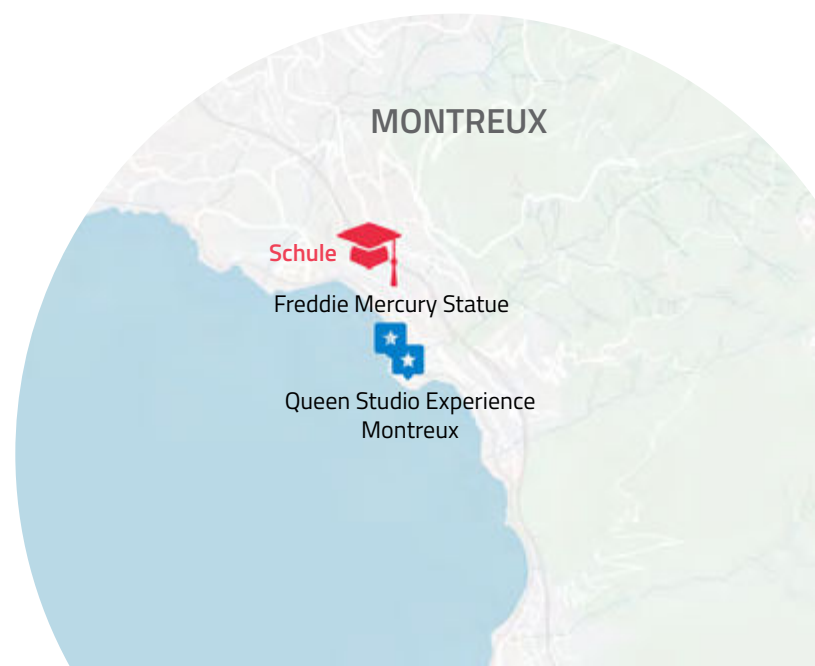 MONTREUX
Schule
Freddie Mercury Statue
Queen Studio Experience
Montreux